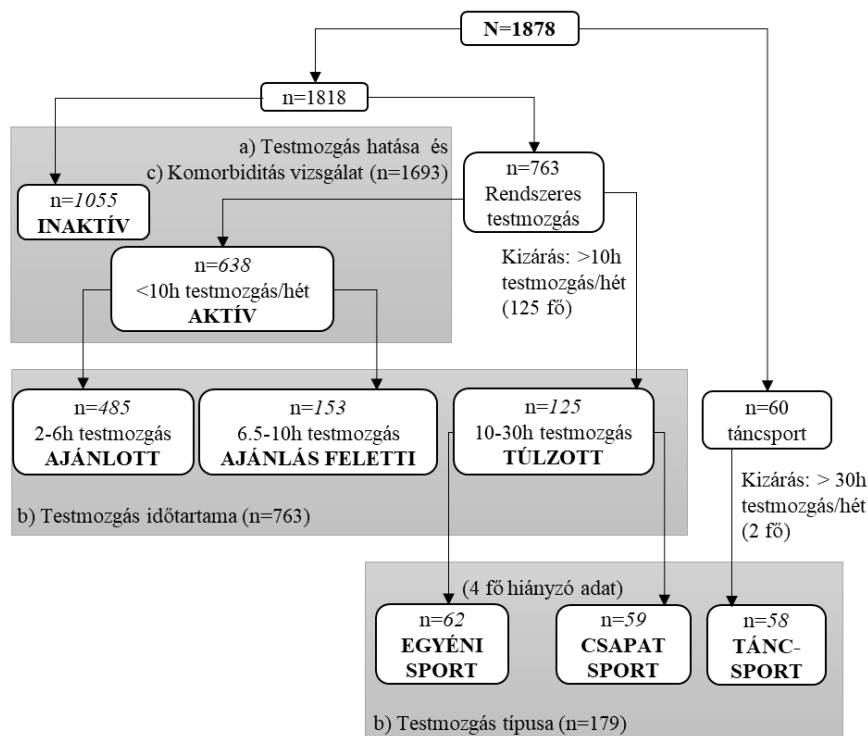 N=1878
n=1818
a) Testmozgás hatása és
c) Komorbiditás vizsgálat (n=1693)
n=763
Rendszeres
testmozgás
n=1055
INAKTÍV
n=638
<10h testmozgás/hét
AKTÍV
Kizárás: >10h
testmozgás/hét
(125 fő)
n=485
2-6h testmozgás
AJÁNLOTT
n=153
6.5-10h testmozgás
AJÁNLÁS FELETTI
n=125
10-30h testmozgás
TÚLZOTT
n=60
táncsport
b) Testmozgás időtartama (n=763)
Kizárás: > 30h
testmozgás/hét
(2 fő)
(4 fő hiányzó adat)
n=62
EGYÉNI
SPORT
n=59
CSAPAT
SPORT
n=58
TÁNC-
SPORT
b) Testmozgás típusa (n=179)